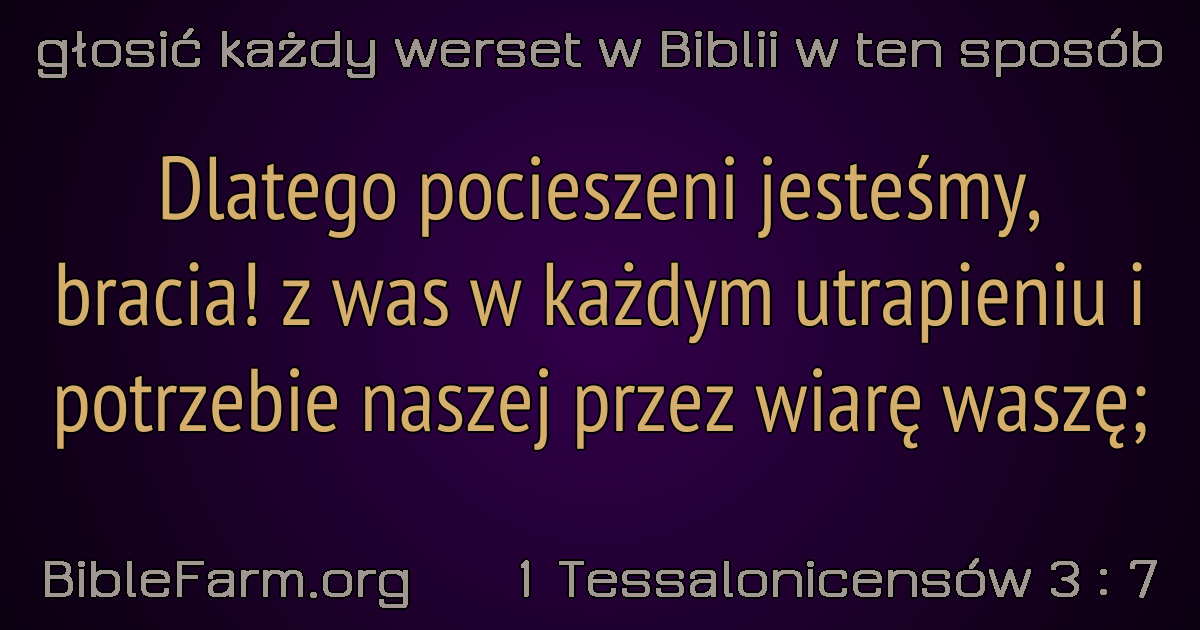 głosić każdy werset w Biblii w ten sposób
Dlatego pocieszeni jesteśmy,
bracia! z was w każdym utrapieniu i
potrzebie naszej przez wiarę waszę;
BibleFarm.org 1 Tessalonicensów 3 : 7